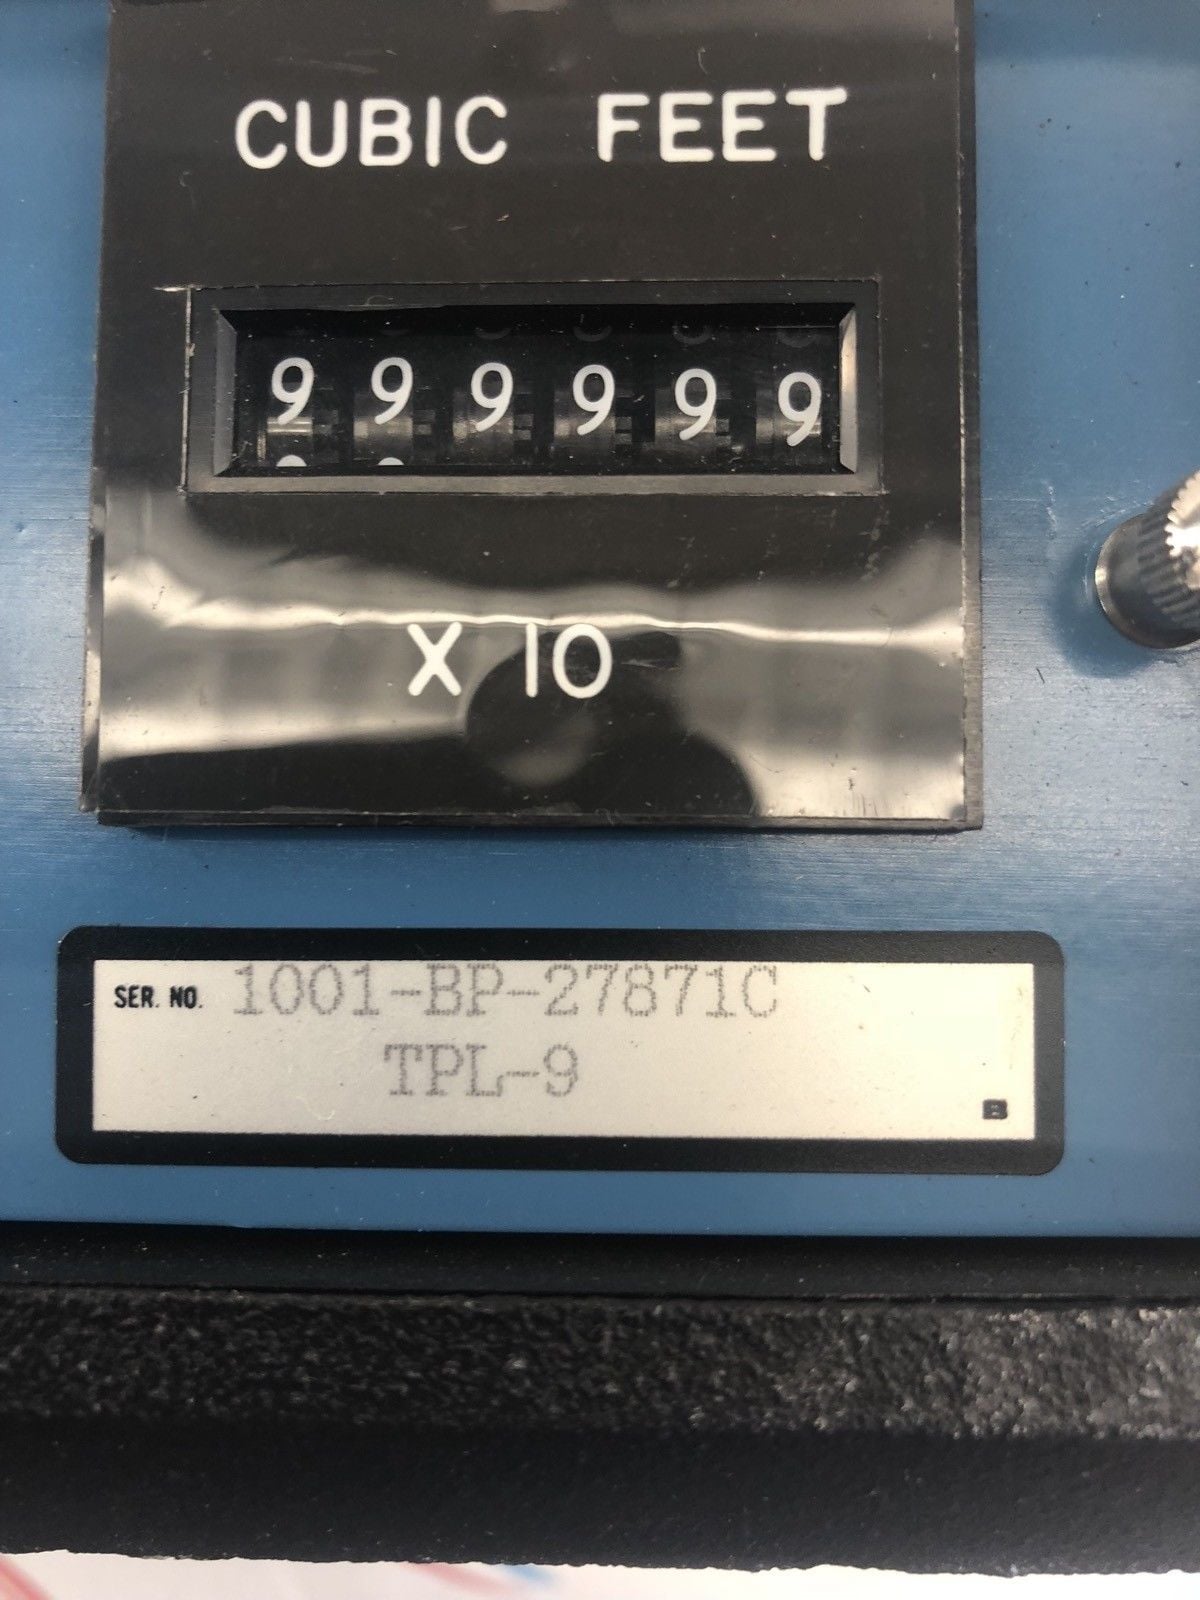 CUBIC FEET
999999
X 10
SER. NO. 1001-BP-27871C
TPL-9
B